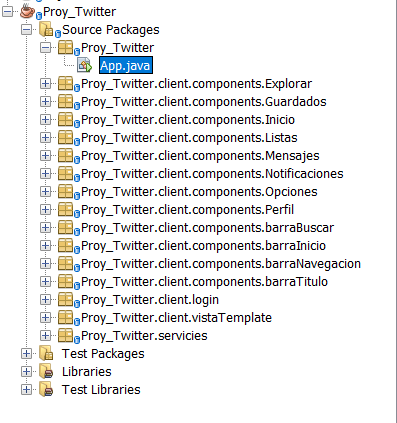 Proy_Twitter
Source Packages
Proy_Twitter
App.java
Proy_Twitter.client.components.Explorar
Proy_Twitter.client.components.Guardados
Proy_Twitter.client.components.Inicio
Proy_Twitter.client.components.Listas
Proy_Twitter.client.components.Mensajes
Proy_Twitter.client.components.Notificaciones
Proy_Twitter.client.components.Opciones
Proy_Twitter.client.components.Perfil
Proy_Twitter.client.components.barraBuscar
Proy_Twitter.client.components.barraInicio
Proy_Twitter.client.components.barraNavegacion
Proy_Twitter.client.components.barraTitulo
Proy_Twitter.client.login
Proy_Twitter.client.vistaTemplate
Proy_Twitter.servicies
Test Packages
Libraries
Test Libraries